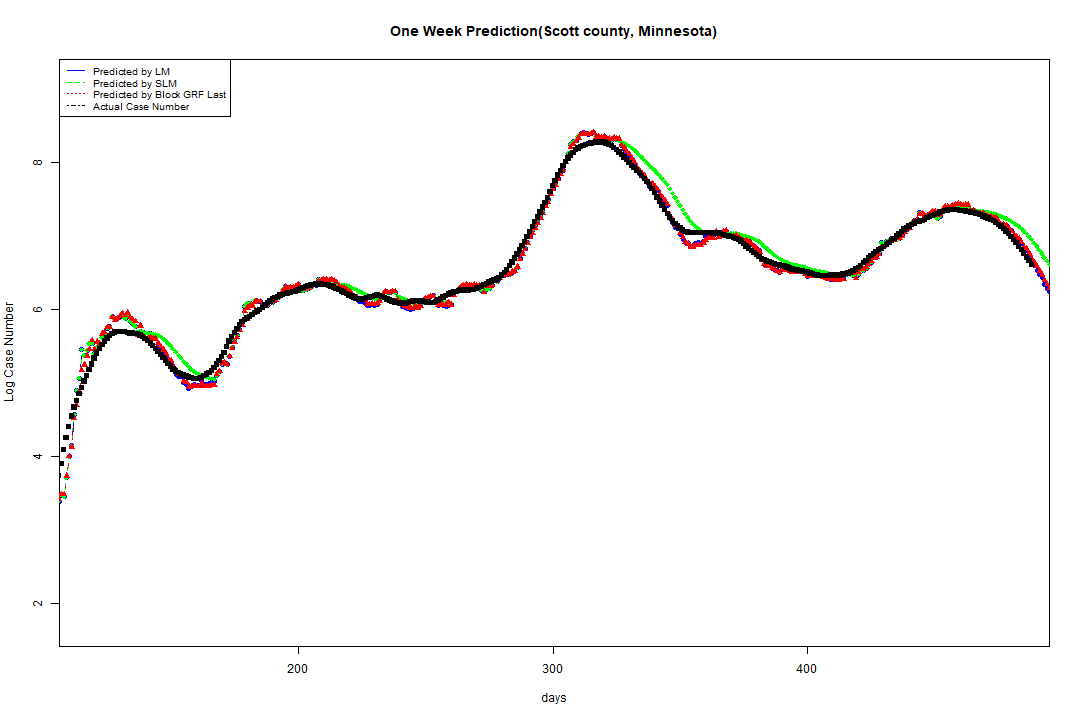 One Week Prediction(Scott county, Minnesota)
Predicted by LM
Predicted by SLM
Predicted by Block GRF Last
Actual Case Number
8
6
4
2
Log Case Number
200 300 400
days